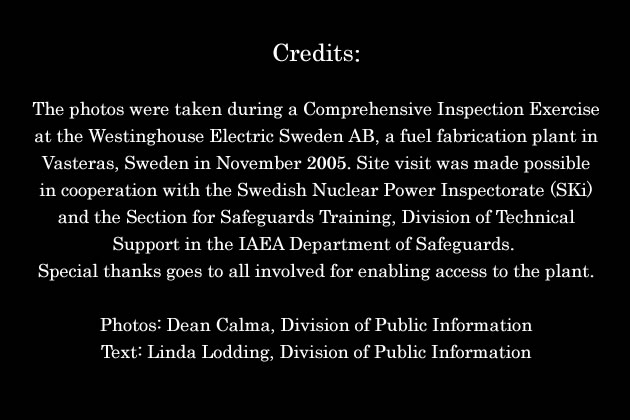 Credits:
The photos were taken during a Comprehensive Inspection Exercise
at the Westinghouse Electric Sweden AB, a fuel fabrication plant in
Vasteras, Sweden in November 2005. Site visit was made possible
in cooperation with the Swedish Nuclear Power Inspectorate (SKi)
and the Section for Safeguards Training, Division of Technical
Support in the IAEA Department of Safeguards.
Special thanks goes to all involved for enabling access to the plant.
Photos: Dean Calma, Division of Public Information
Text: Linda Lodding, Division of Public Information